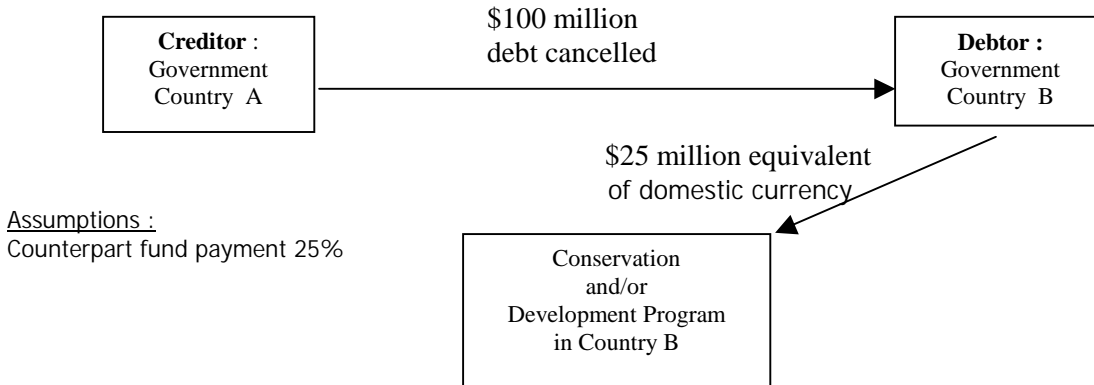 Creditor :
Government
Country A
$100 million
debt cancelled
Debtor :
Government
Country B
$25 million equivalent
of domestic currency
Assumptions :
Counterpart fund payment 25%
Conservation
and/or
Development Program
in Country B